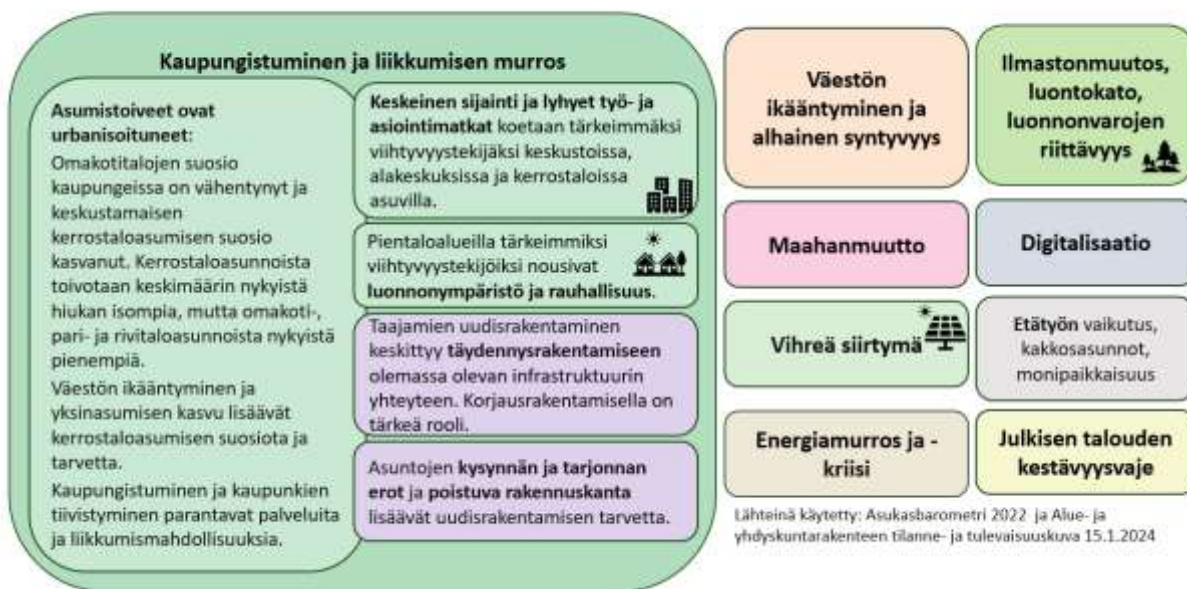 Kaupungistuminen ja liikkumisen murros
Asumistoiveet ovat
urbanisoituneet:
Omakotitalojen suosio
kaupungeissa on vähentynyt ja
keskustamaisen
kerrostaloasumisen suosio
kasvanut. Kerrostaloasunnoista
toivotaan keskimäärin nykyistä
hiukan isompia, mutta omakoti-,
pari- ja rivitaloasunnoista nykyistä
pienempiä.
Väestön ikääntyminen ja
yksinasumisen kasvu lisäävät
kerrostaloasumisen suosiota ja
tarvetta.
Kaupungistuminen ja kaupunkien
tiivistyminen parantavat palveluita
ja liikkumismahdollisuuksia.
Keskeinen sijainti ja lyhyet työ- ja
asiointimatkat koetaan tärkeimmäksi
viihtyvyystekijäksi keskustoissa,
alakeskuksissa ja kerrostaloissa
asuvilla.
Pientaloalueilla tärkeimmiksi
viihtyvyystekijöiksi nousivat
luonnonympäristö ja rauhallisuus.
Taajamien uudisrakentaminen
keskittyy täydennysrakentamiseen
olemassa olevan infrastruktuurin
yhteyteen. Korjausrakentamisella on
tärkeä rooli.
Asuntojen kysynnän ja tarjonnan
erot ja poistuva rakennuskanta
lisäävät uudisrakentamisen tarvetta.
Väestön
ikääntyminen ja
alhainen syntyvyys
Ilmastonmuutos,
luontokato,
luonnonvarojen
riittävyys
Maahanmuutto
Digitalisaatio
Vihreä siirtymä
Etätyön vaikutus,
kakkosasunnot,
monipaikkaisuus
Energiamurros ja -
kriisi
Julkisen talouden
kestävyysvaje
Lähteinä käytetty: Asukasbarometri 2022 ja Alue- ja
yhdyskuntarakenteen tilanne- ja tulevaisuuskuva 15.1.2024